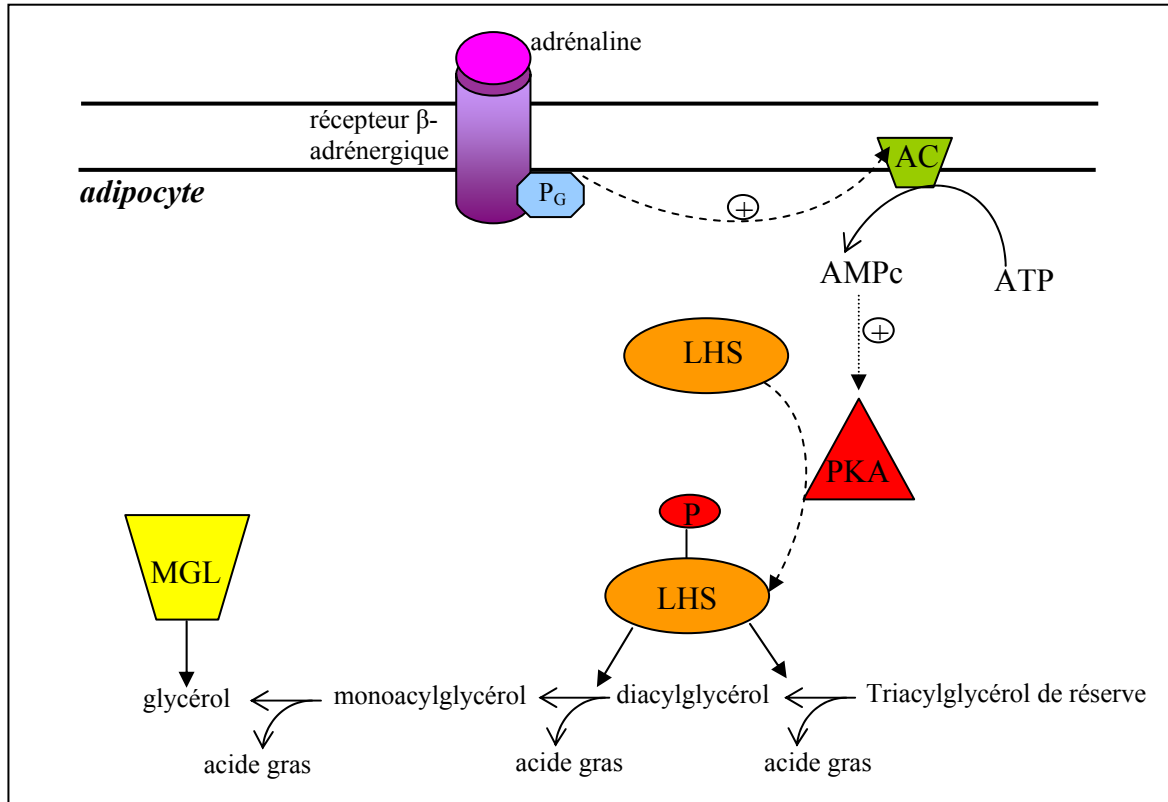 adrénaline
récepteur β-
adrénergique
adipocyte
P_G
AC
+
AMPc
ATP
+
LHS
PKA
P
MGL
LHS
glycérol
monoacylglycérol
diacylglycérol
Triacylglycérol de réserve
acide gras
acide gras
acide gras